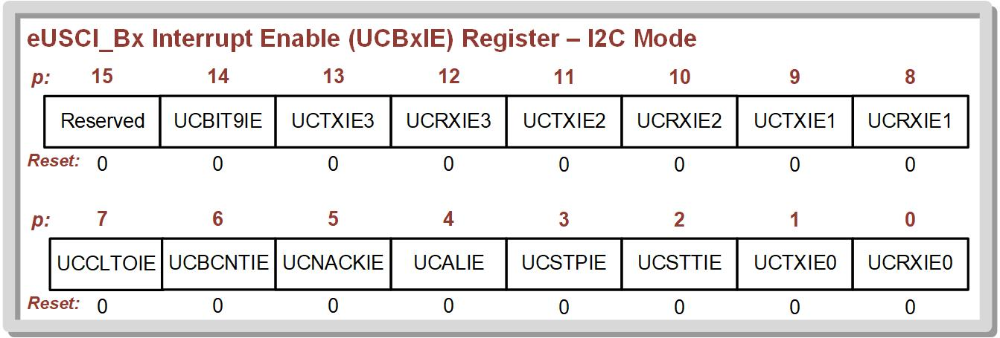 eUSCI_Bx Interrupt Enable (UCBxIE) Register – I2C Mode
p: 15 14 13 12 11 10 9 8
Reserved UCBIT9IE UCTXIE3 UCRXIE3 UCTXIE2 UCRXIE2 UCTXIE1 UCRXIE1
Reset: 0 0 0 0 0 0 0 0
p: 7 6 5 4 3 2 1 0
UCCLTOIE UCBCNTIE UCNACKIE UCALIE UCSTPIE UCSTTIE UCTXIE0 UCRXIE0
Reset: 0 0 0 0 0 0 0 0